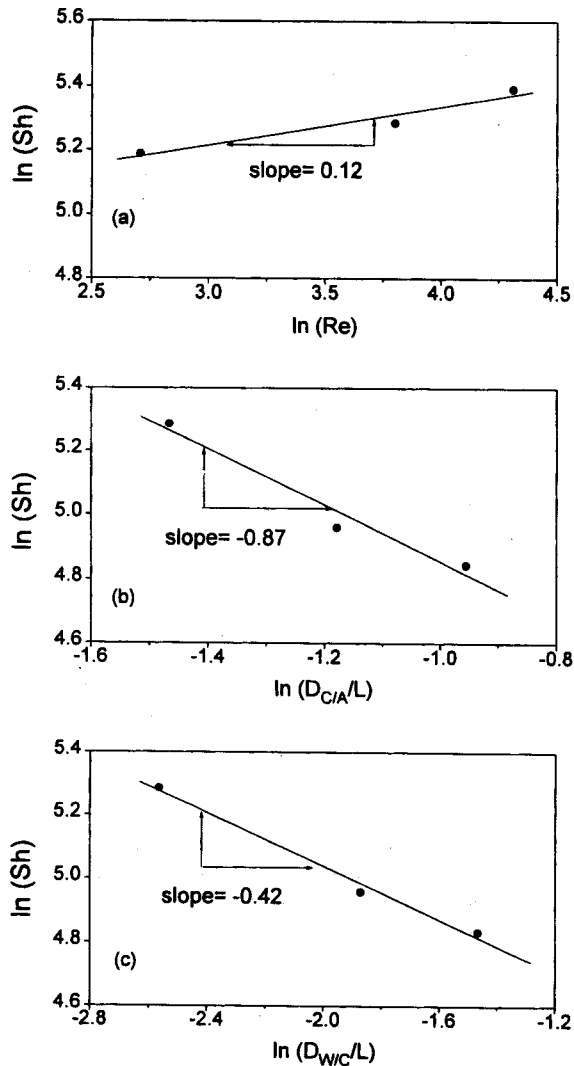 5.6
5.4
5.2
5.0
4.8
ln (Sh)
slope= 0.12
(a)
2.5 3.0 3.5 4.0 4.5
ln (Re)
5.4
5.2
5.0
4.8
4.6
ln (Sh)
slope= -0.87
(b)
-1.6 -1.4 -1.2 -1.0 -0.8
ln (D_C/A/L)
5.4
5.2
5.0
4.8
4.6
ln (Sh)
slope= -0.42
(c)
-2.8 -2.4 -2.0 -1.6 -1.2
ln (D_W/C/L)